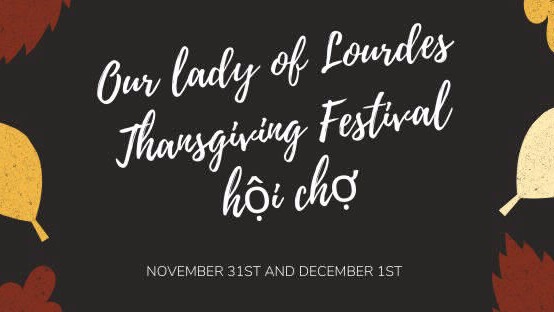 Our lady of Lourdes
Thansgiving Festival
hội chợ
NOVEMBER 31ST AND DECEMBER 1ST